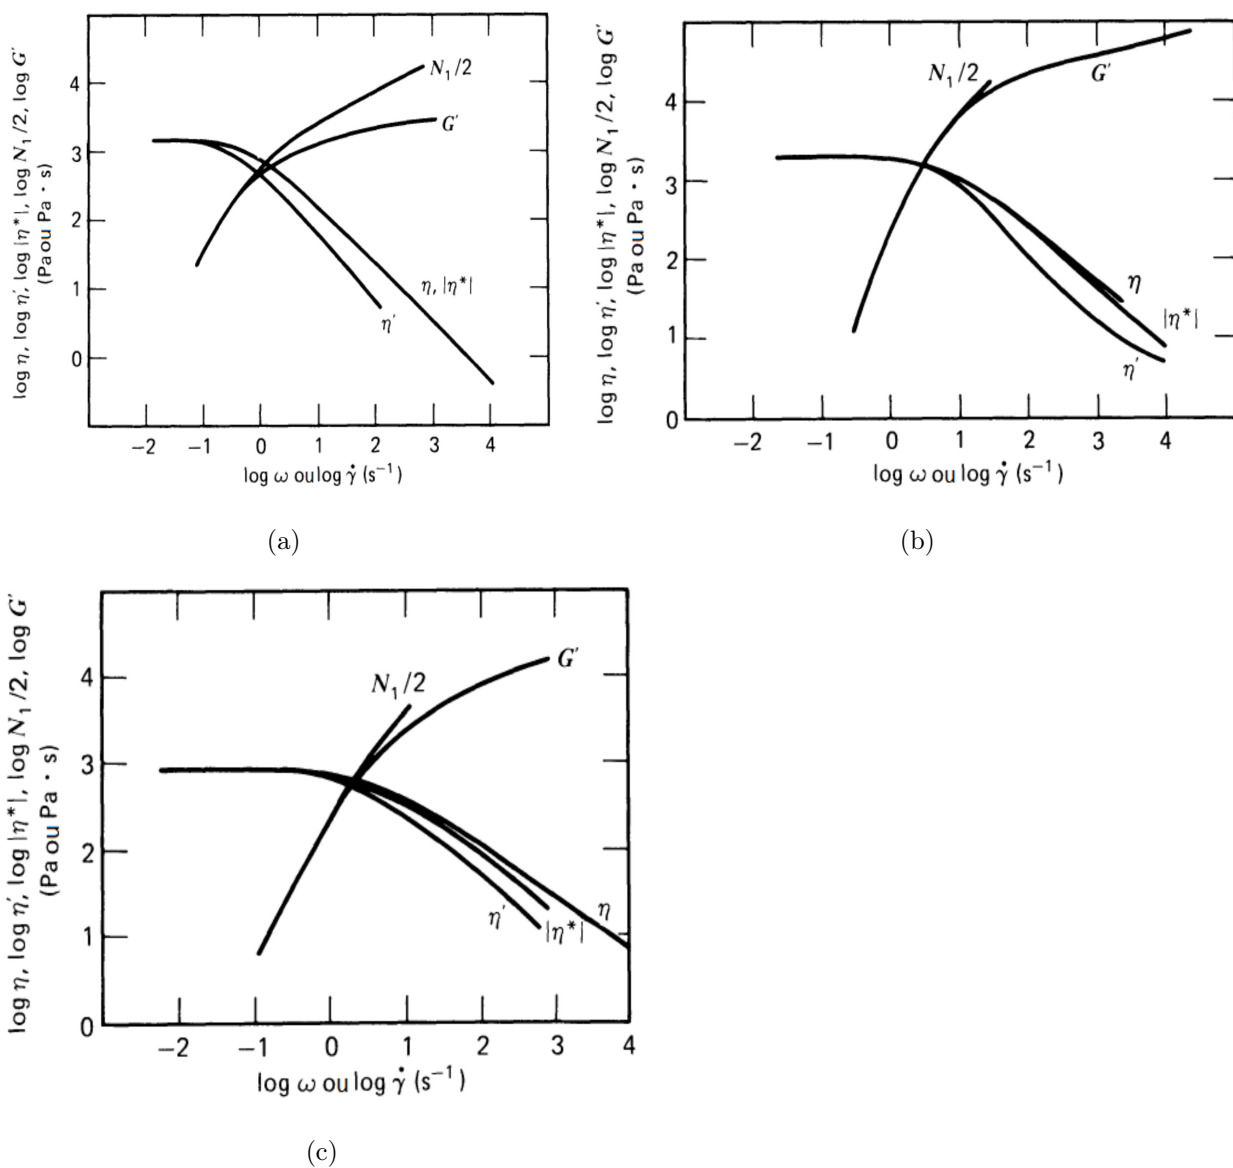 log η, log η′, log |η*|, log N₁/2, log G′
(Pa ou Pa · s)
4
3
2
1
0
N₁/2
G′
η, |η*|
η′
−2 −1 0 1 2 3 4
log ω ou log γ̇ (s⁻¹)
(a)
log η, log η′, log |η*|, log N₁/2, log G′
(Pa ou Pa · s)
4
3
2
1
0
N₁/2
G′
η
|η*|
η′
−2 −1 0 1 2 3 4
log ω ou log γ̇ (s⁻¹)
(b)
log η, log η′, log |η*|, log N₁/2, log G′
(Pa ou Pa · s)
4
3
2
1
0
N₁/2
G′
η′
|η*|
η
−2 −1 0 1 2 3 4
log ω ou log γ̇ (s⁻¹)
(c)